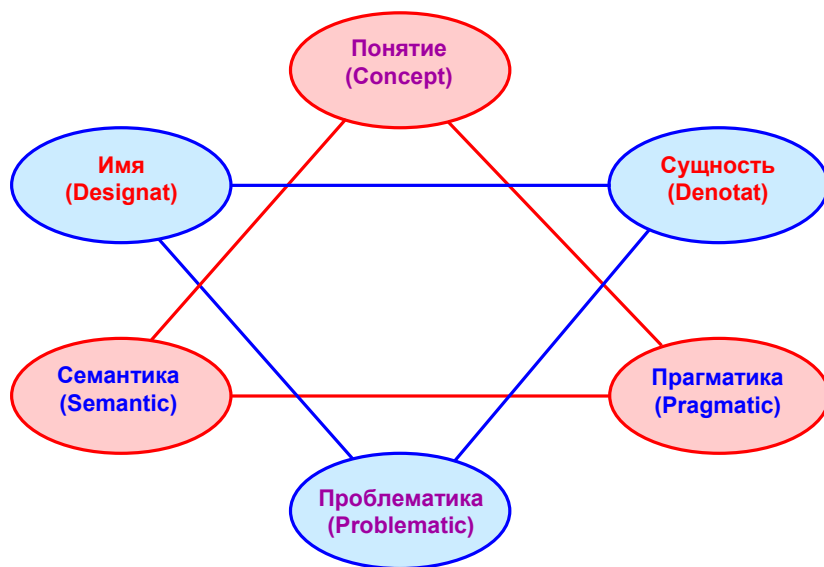 Понятие
(Concept)
Имя
(Designat)
Сущность
(Denotat)
Семантика
(Semantic)
Прагматика
(Pragmatic)
Проблематика
(Problematic)